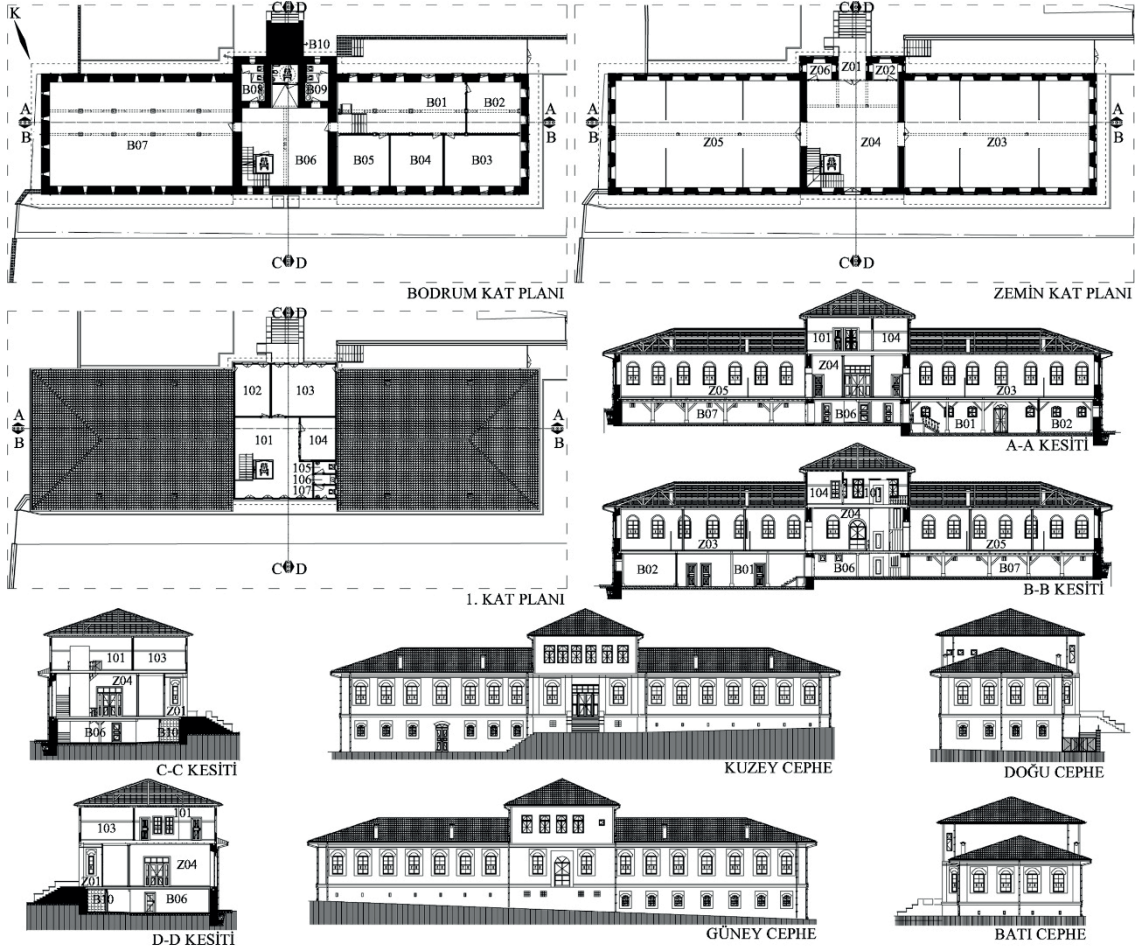 K
C D
B10
B08
B09
B01
B02
A
B
A
B
B07
B06
B05
B04
B03
C D
BODRUM KAT PLANI
C D
Z06
Z01
Z02
A
B
A
B
Z05
Z04
Z03
C D
ZEMİN KAT PLANI
C D
102
103
A
B
A
B
101
104
105
106
107
C D
1. KAT PLANI
101
104
Z04
Z05
Z03
B07
B06
B01
B02
A-A KESİTİ
104
101
Z04
Z03
Z05
B02
B01
B06
B07
B-B KESİTİ
101
103
Z04
Z01
B06
B10
C-C KESİTİ
KUZEY CEPHE
DOĞU CEPHE
101
103
Z04
Z01
B10
B06
D-D KESİTİ
GÜNEY CEPHE
BATI CEPHE